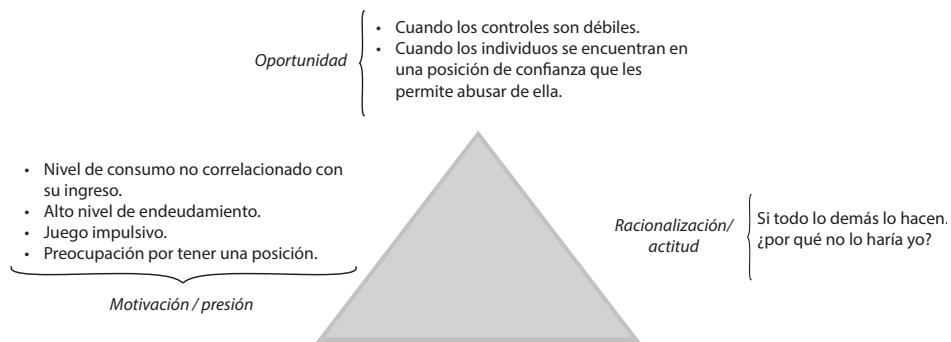 Oportunidad
• Cuando los controles son débiles.
• Cuando los individuos se encuentran en
una posición de confianza que les
permite abusar de ella.
• Nivel de consumo no correlacionado con
su ingreso.
• Alto nivel de endeudamiento.
• Juego impulsivo.
• Preocupación por tener una posición.
Motivación / presión
Racionalización/
actitud
Si todo lo demás lo hacen.
¿por qué no lo haría yo?